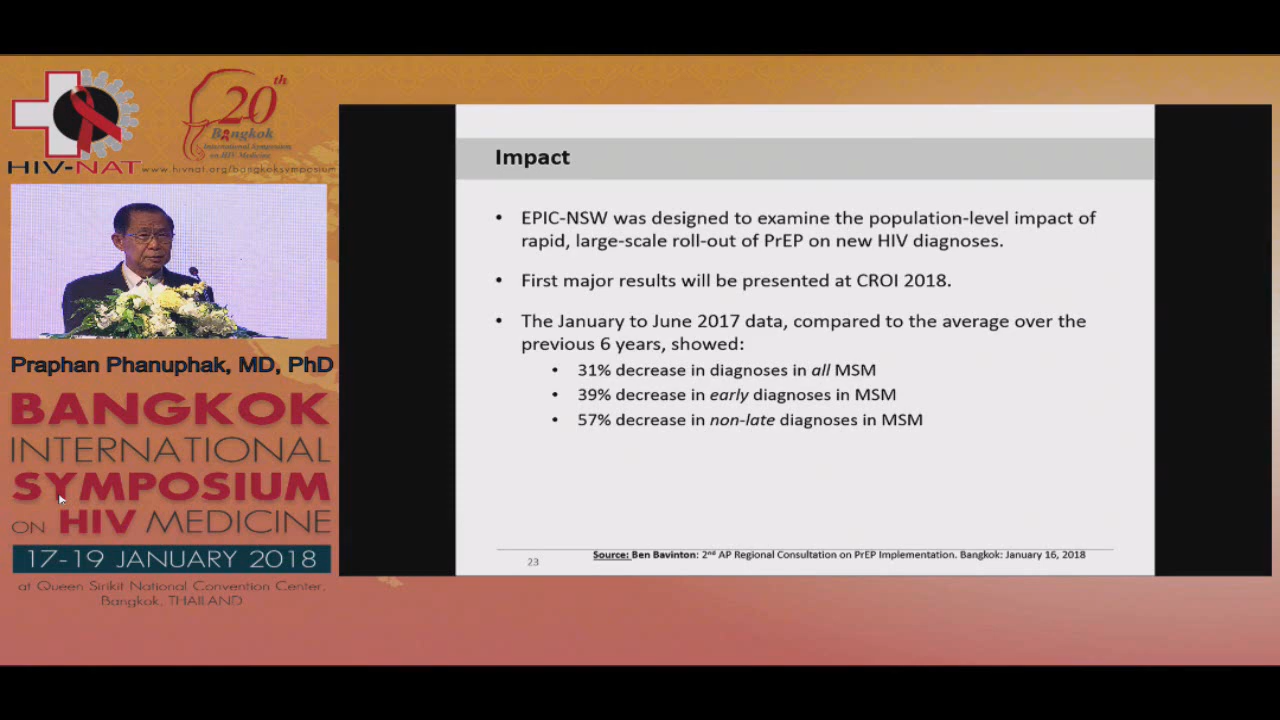 HIV-NAT
www.hivnat.org/bangkoksymposium
20th
Bangkok
International Symposium
on HIV Medicine
Praphan Phanuphak, MD, PhD
BANGKOK
INTERNATIONAL
SYMPOSIUM
ON HIV MEDICINE
17-19 JANUARY 2018
at Queen Sirikit National Convention Center,
Bangkok, THAILAND
Impact
• EPIC-NSW was designed to examine the population-level impact of
rapid, large-scale roll-out of PrEP on new HIV diagnoses.
• First major results will be presented at CROI 2018.
• The January to June 2017 data, compared to the average over the
previous 6 years, showed:
• 31% decrease in diagnoses in all MSM
• 39% decrease in early diagnoses in MSM
• 57% decrease in non-late diagnoses in MSM
Source: Ben Bavinton: 2nd AP Regional Consultation on PrEP Implementation. Bangkok: January 16, 2018
23